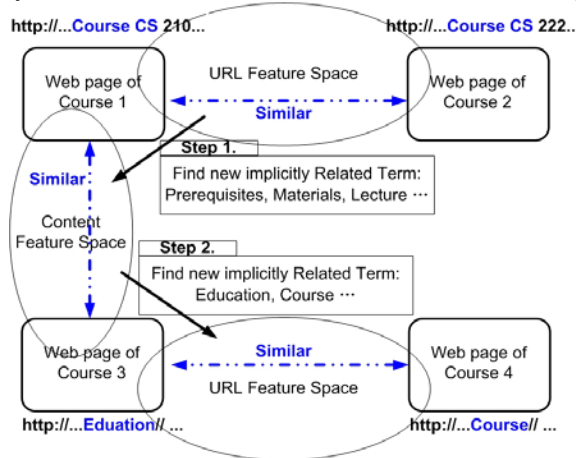 http://...Course CS 210...
http://...Course CS 222...
Web page of
Course 1
URL Feature Space
Similar
Web page of
Course 2
Step 1.
Find new implicitly Related Term:
Prerequisites, Materials, Lecture ···
Similar
Content
Feature Space
Step 2.
Find new implicitly Related Term:
Education, Course ···
Web page of
Course 3
Similar
URL Feature Space
Web page of
Course 4
http://...Eduation// ...
http://...Course// ...